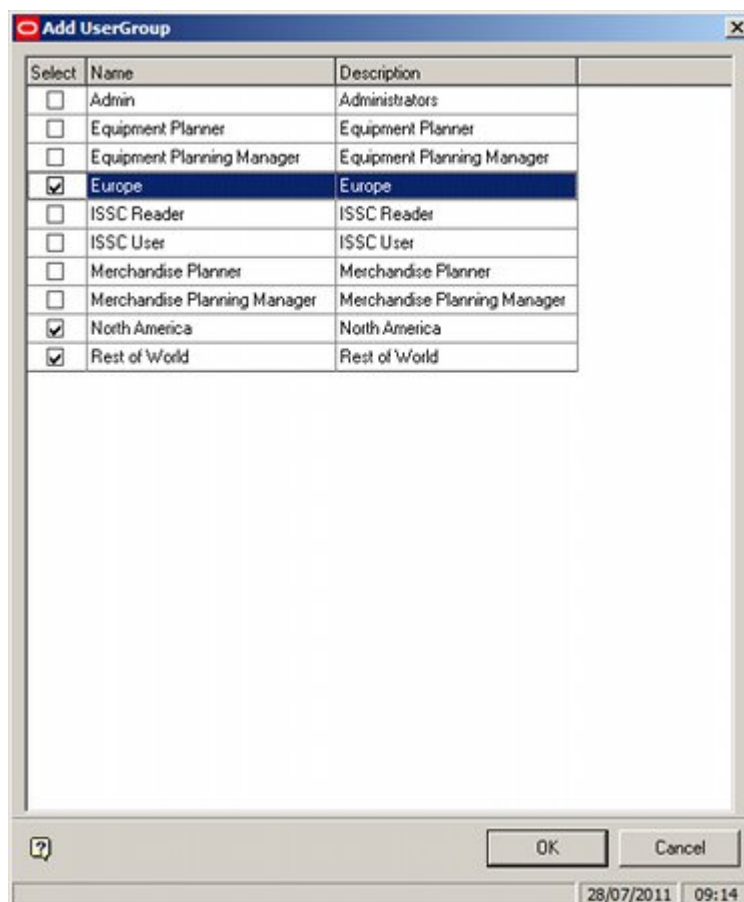 Add UserGroup
Select Name Description
Admin Administrators
Equipment Planner Equipment Planner
Equipment Planning Manager Equipment Planning Manager
Europe Europe
ISSC Reader ISSC Reader
ISSC User ISSC User
Merchandise Planner Merchandise Planner
Merchandise Planning Manager Merchandise Planning Manager
North America North America
Rest of World Rest of World
OK Cancel
28/07/2011 09:14